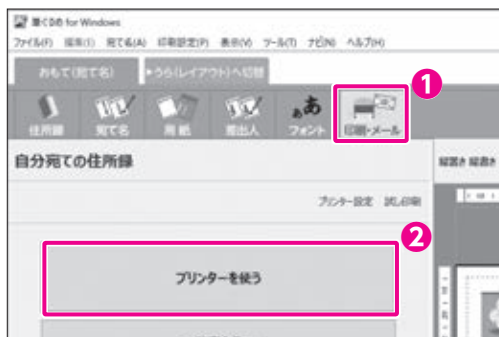 筆ぐるめ for Windows
ファイル(F) 編集(I) 宛て名(A) 印刷設定(P) 表示(V) ツール(T) ナビ(N) ヘルプ(H)
おもて(宛て名) ▶うら(レイアウト)へ切替
1
住所録 宛て名 用紙 差出人 フォント 印刷・メール
自分宛ての住所録
縦置き 縦書き
プリンター設定 試し印刷
2
プリンターを使う